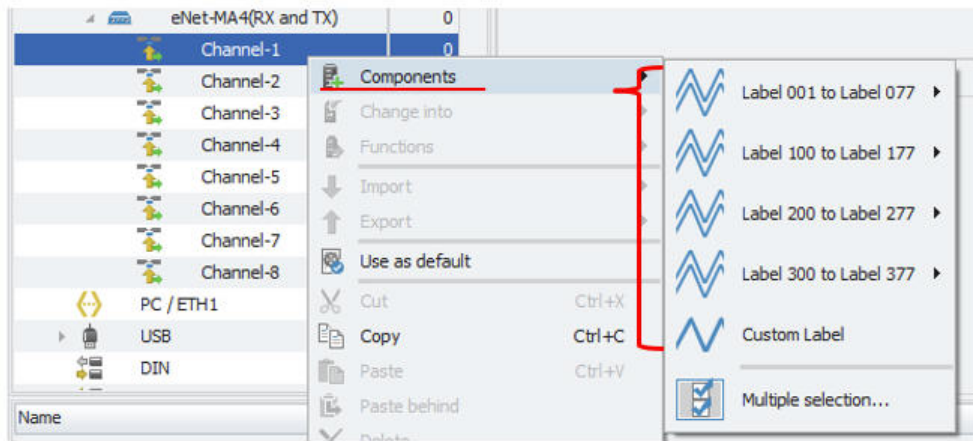 eNet-MA4(RX and TX) 0
Channel-1 0
Channel-2
Channel-3
Channel-4
Channel-5
Channel-6
Channel-7
Channel-8
PC / ETH1
USB
DIN
Name
Components
Change into
Functions
Import
Export
Use as default
Cut Ctrl+X
Copy Ctrl+C
Paste Ctrl+V
Paste behind
Delete
Label 001 to Label 077
Label 100 to Label 177
Label 200 to Label 277
Label 300 to Label 377
Custom Label
Multiple selection...